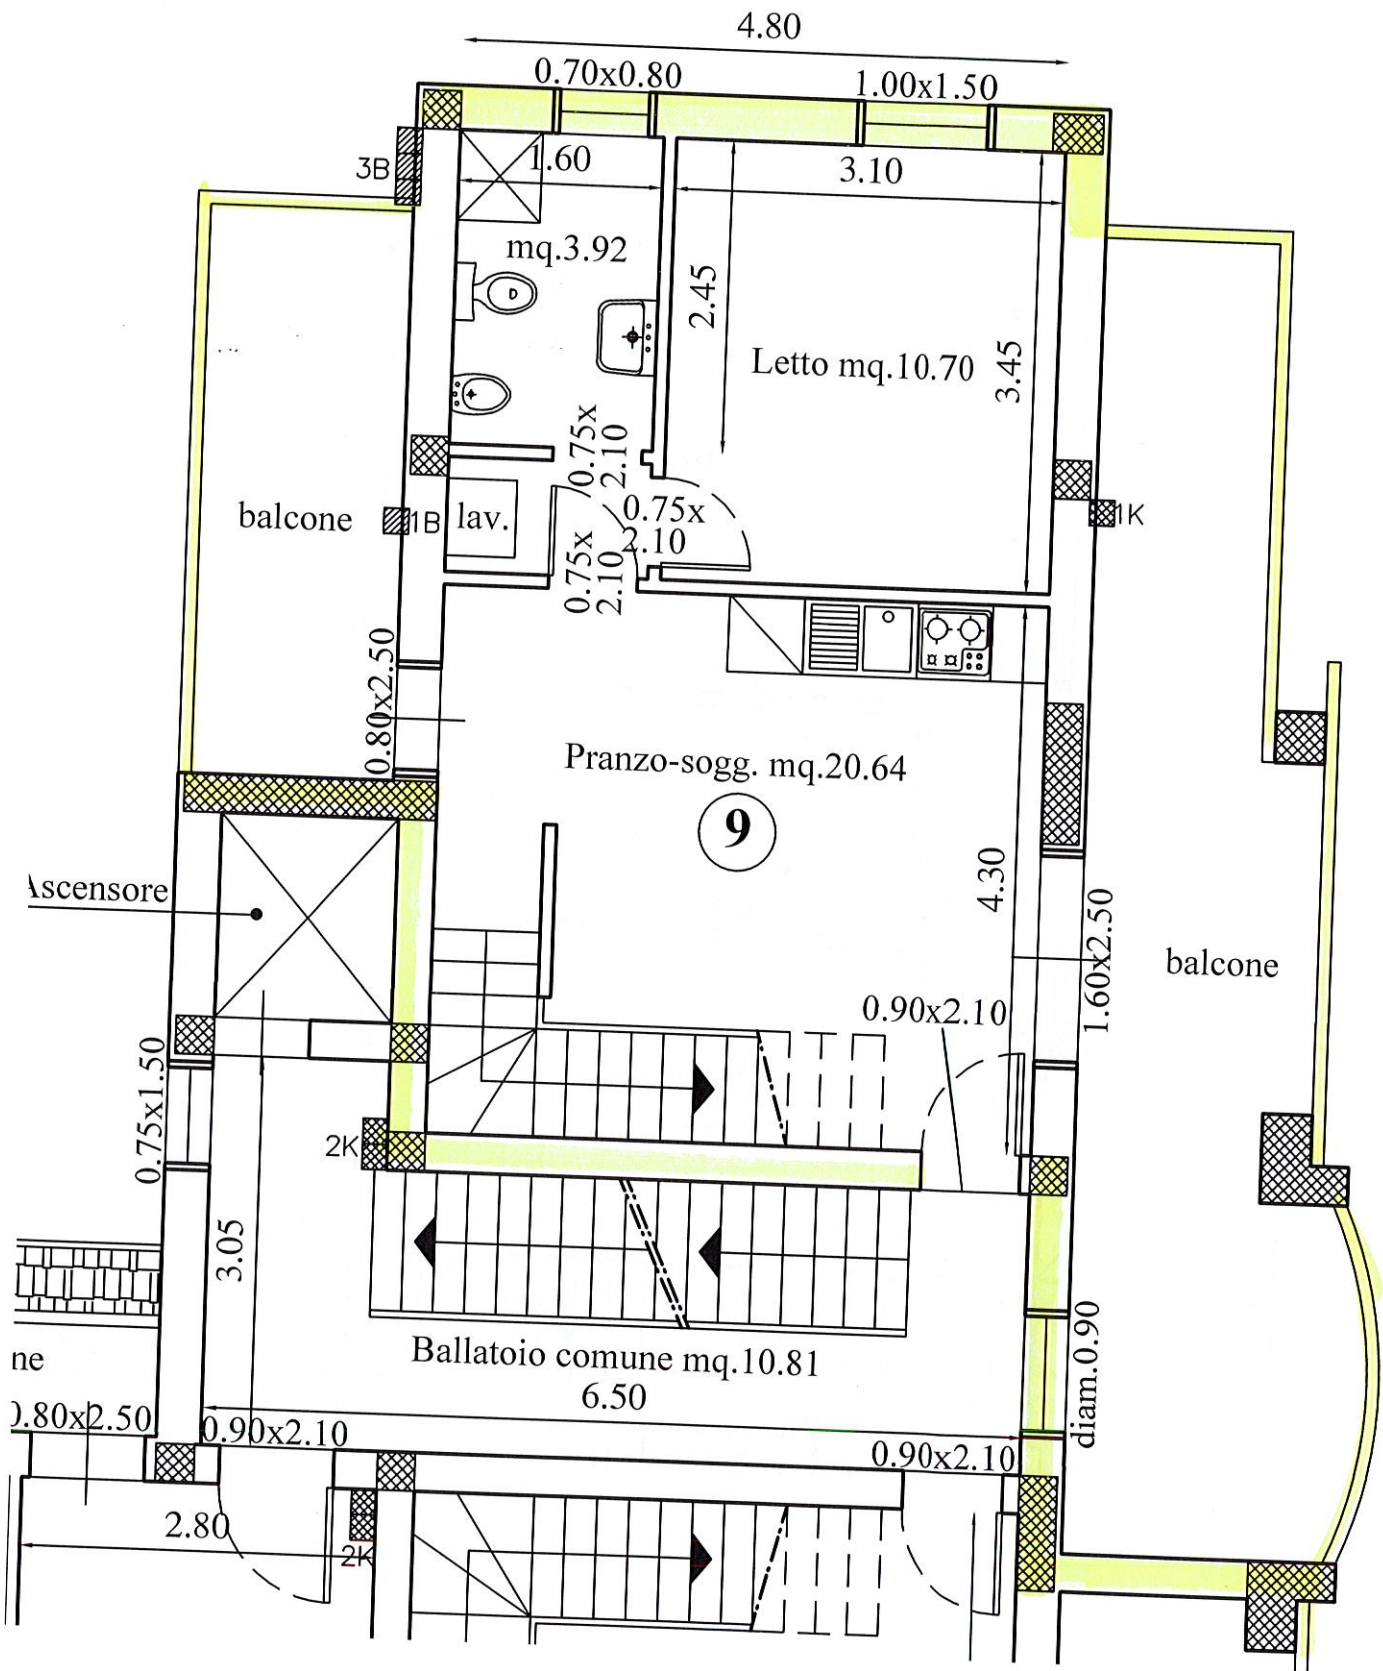 4.80
0.70x0.80
1.00x1.50
3B
1.60
3.10
mq.3.92
2.45
Letto mq.10.70
3.45
0.75x
2.10
balcone
1B
lav.
0.75x
2.10
1K
0.75x
2.10
0.80x2.50
Pranzo-sogg. mq.20.64
9
4.30
Ascensore
1.60x2.50
balcone
0.90x2.10
0.75x1.50
2K
3.05
Ballatoio comune mq.10.81
6.50
diam.0.90
ne
0.80x2.50
0.90x2.10
0.90x2.10
2.80
2K